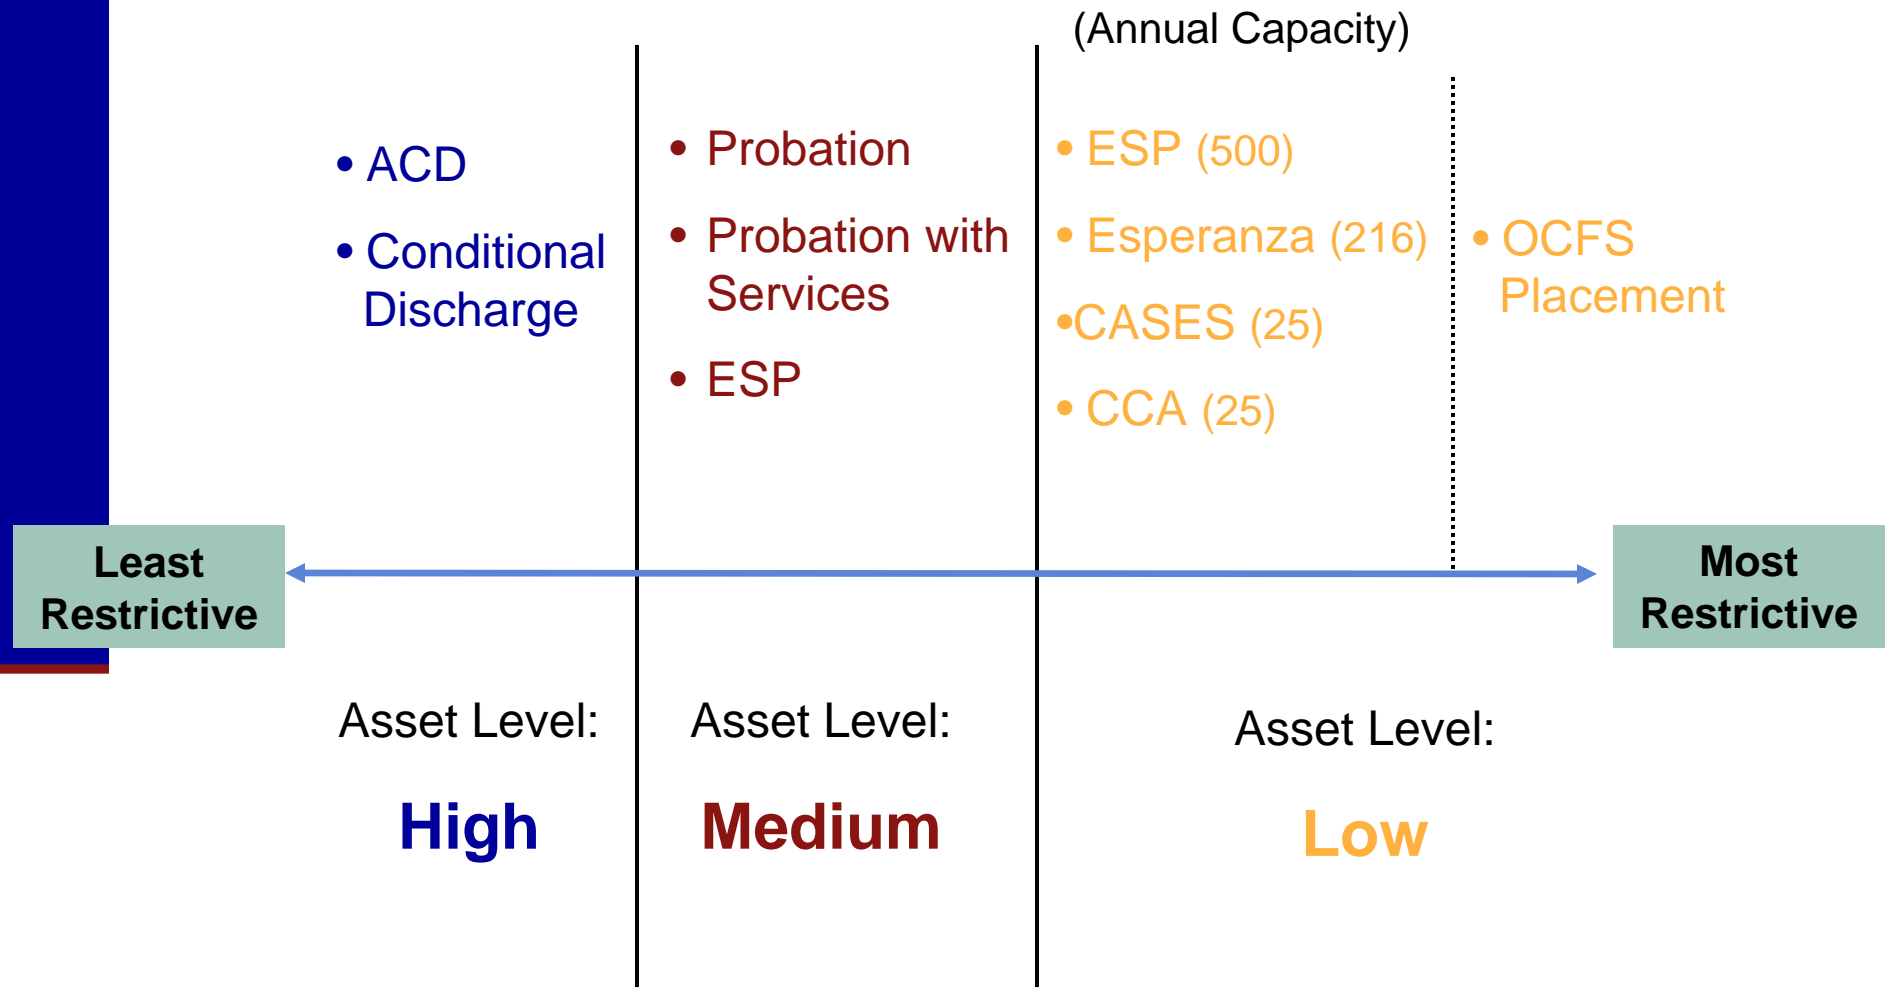 (Annual Capacity)
• ACD
• Conditional
Discharge
• Probation
• Probation with
Services
• ESP
• ESP (500)
• Esperanza (216)
•CASES (25)
• CCA (25)
• OCFS
Placement
Least
Restrictive
Most
Restrictive
Asset Level:
High
Asset Level:
Medium
Asset Level:
Low